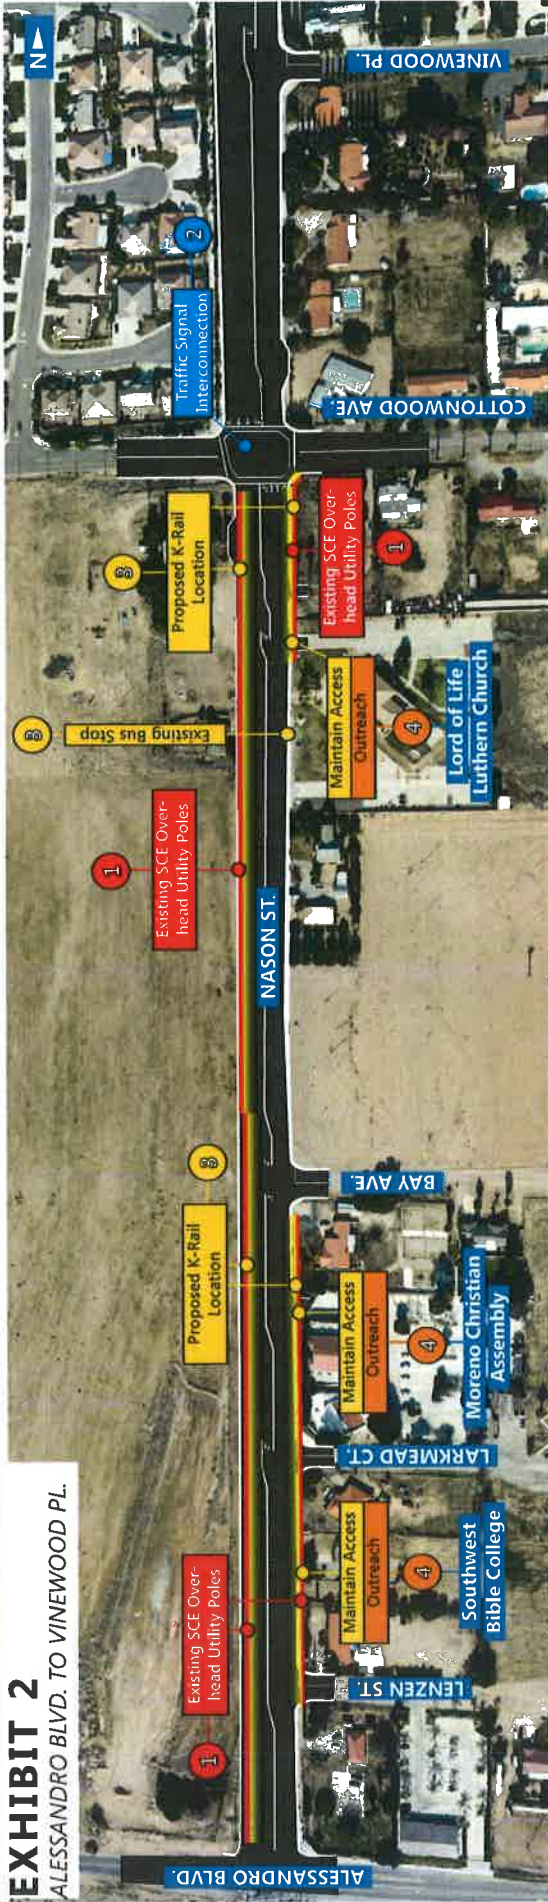 EXHIBIT 2
ALESSANDRO BLVD. TO VINEWOOD PL.
N
1
Existing SCE Over-
head Utility Poles
Proposed K-Rail
Location
3
1
Existing SCE Over-
head Utility Poles
Existing Bus Stop
3
Proposed K-Rail
Location
3
Traffic Signal
Interconnection
2
NASON ST.
ALESSANDRO BLVD.
LENZEN ST.
Maintain Access
Outreach
4
Southwest
Bible College
LARKMEAD CT.
Maintain Access
Outreach
4
Moreno Christian
Assembly
BAY AVE.
Maintain Access
Outreach
4
Lord of Life
Luthern Church
Existing SCE Over-
head Utility Poles
1
COTTONWOOD AVE.
VINEWOOD PL.